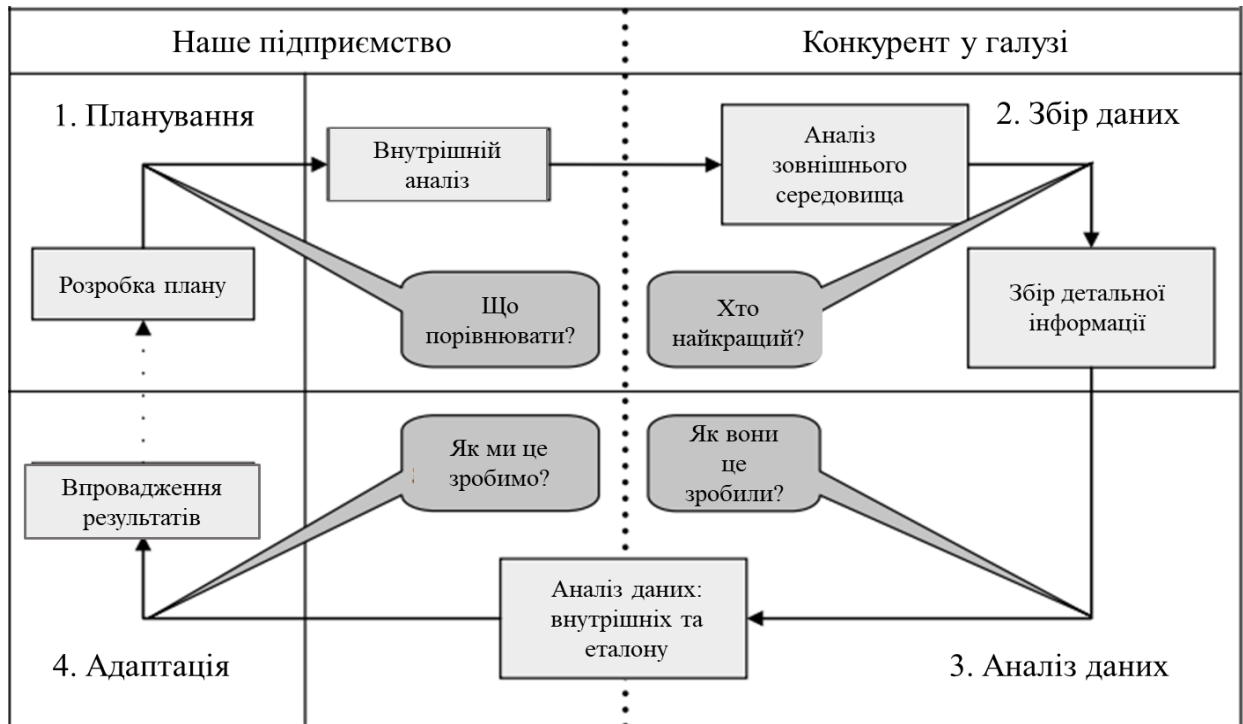 Наше підприємство
Конкурент у галузі
1. Планування
2. Збір даних
Внутрішній
аналіз
Аналіз
зовнішнього
середовища
Розробка плану
Що
порівнювати?
Хто
найкращий?
Збір детальної
інформації
Як ми це
зробимо?
Як вони
це
зробили?
Впровадження
результатів
Аналіз даних:
внутрішніх та
еталону
4. Адаптація
3. Аналіз даних